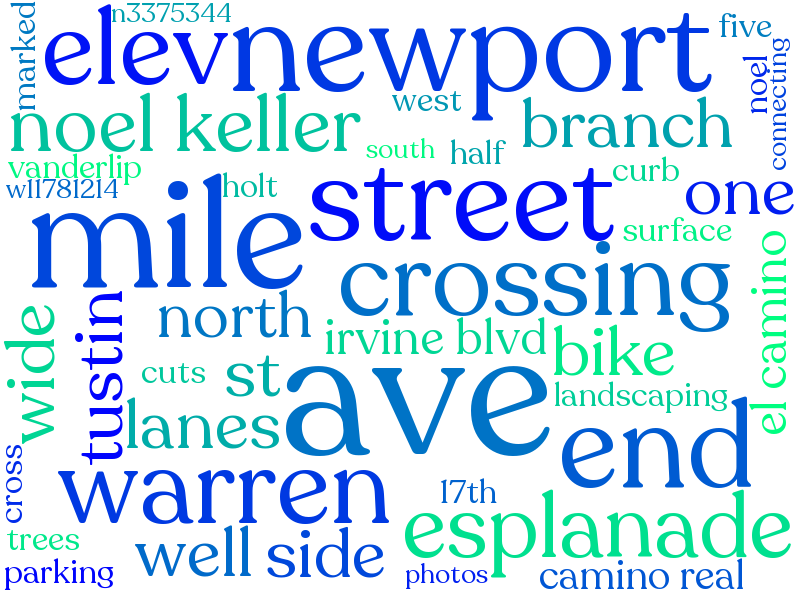 marked
n3375344
elev
newport
five
noel
connecting
noel keller
west
branch
south
half
vanderlip
w11781214
holt
curb
one
mile
street
surface
crossing
north
el camino
wide
tustin
irvine blvd
bike
cuts
st
ave
landscaping
lanes
end
cross
warren
17th
esplanade
trees
well
side
parking
photos
camino real